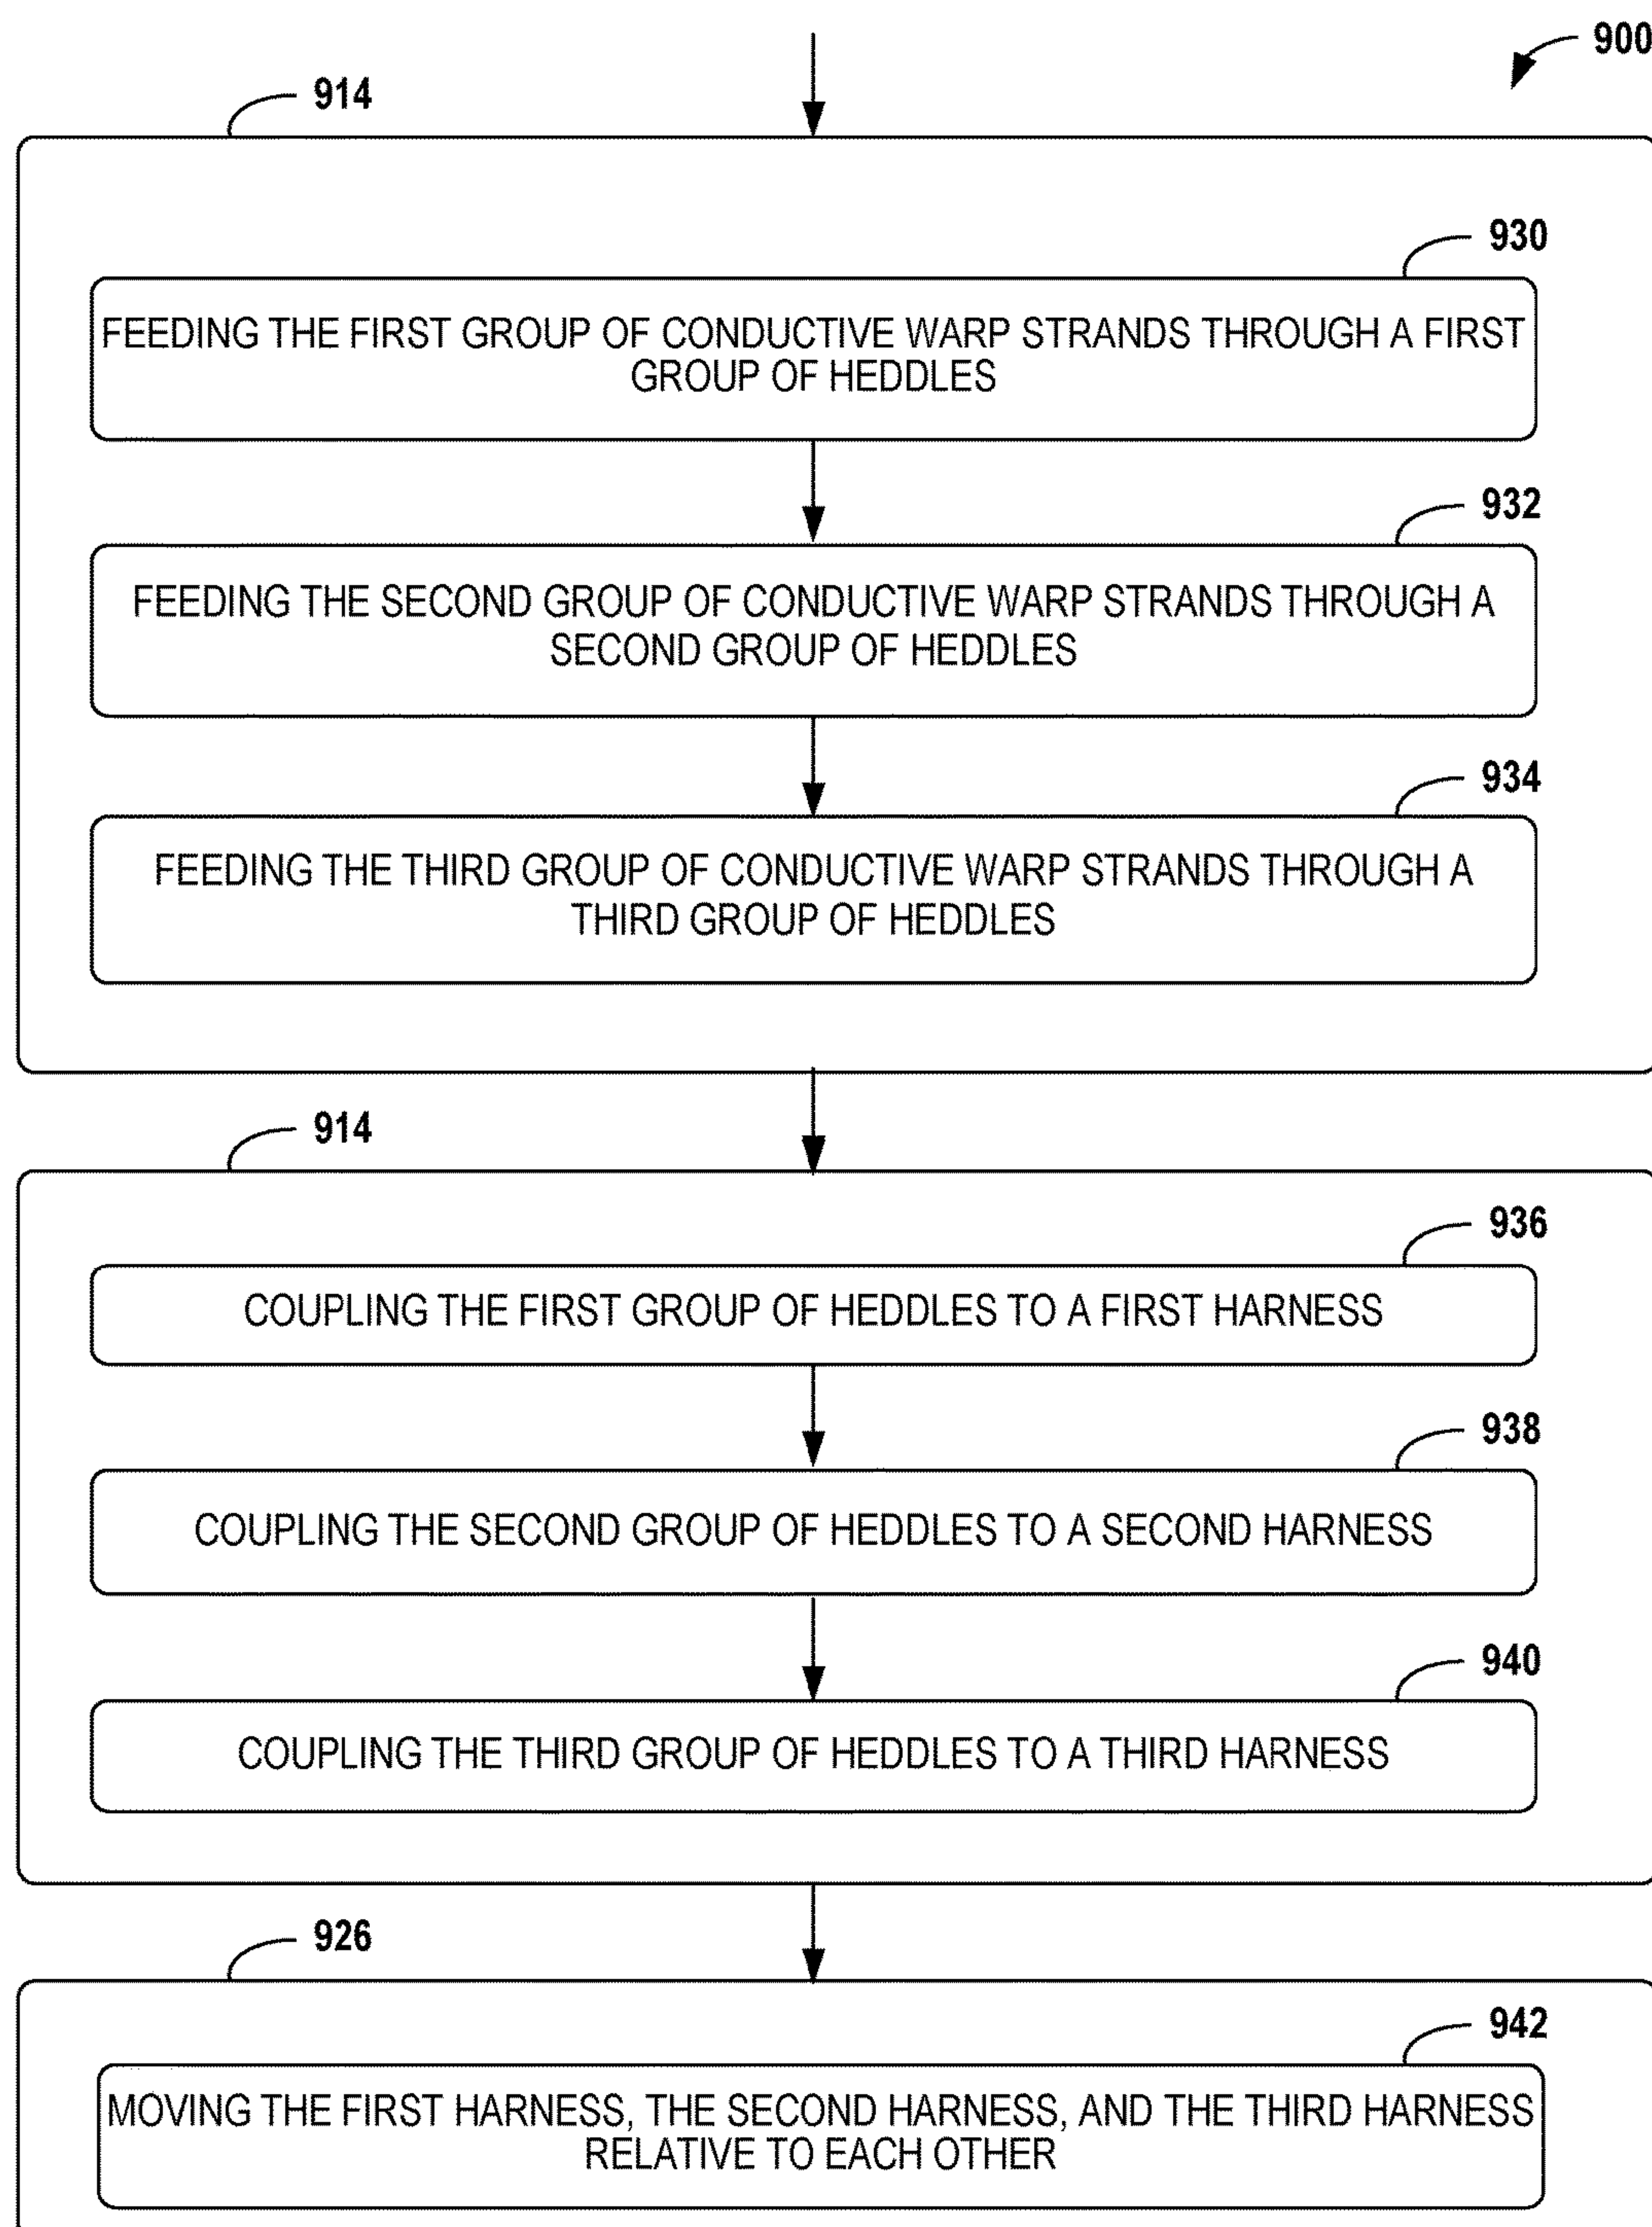 900
914
930
FEEDING THE FIRST GROUP OF CONDUCTIVE WARP STRANDS THROUGH A FIRST
GROUP OF HEDDLES
932
FEEDING THE SECOND GROUP OF CONDUCTIVE WARP STRANDS THROUGH A
SECOND GROUP OF HEDDLES
934
FEEDING THE THIRD GROUP OF CONDUCTIVE WARP STRANDS THROUGH A
THIRD GROUP OF HEDDLES
914
936
COUPLING THE FIRST GROUP OF HEDDLES TO A FIRST HARNESS
938
COUPLING THE SECOND GROUP OF HEDDLES TO A SECOND HARNESS
940
COUPLING THE THIRD GROUP OF HEDDLES TO A THIRD HARNESS
926
942
MOVING THE FIRST HARNESS, THE SECOND HARNESS, AND THE THIRD HARNESS
RELATIVE TO EACH OTHER